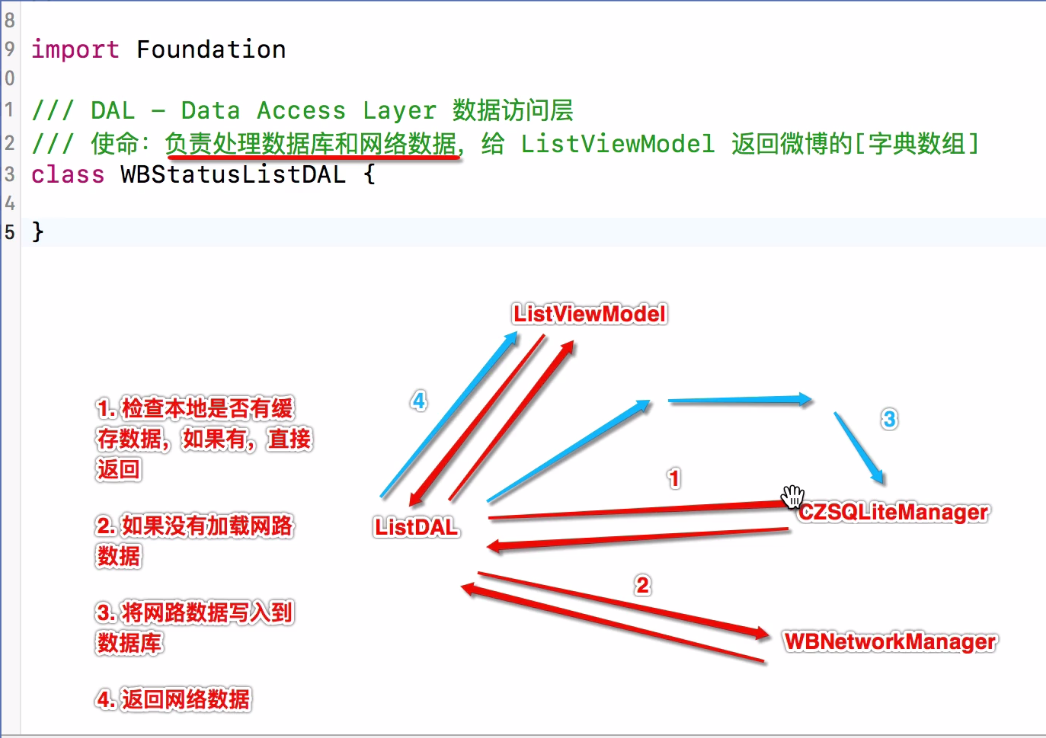 8
9 import Foundation
0
1 /// DAL - Data Access Layer 数据访问层
2 /// 使命：负责处理数据库和网络数据，给 ListViewModel 返回微博的[字典数组]
3 class WBStatusListDAL {
4
5 }
ListViewModel
4
3
1. 检查本地是否有缓
存数据，如果有，直接
返回
1
CZSQLiteManager
ListDAL
2. 如果没有加载网路
数据
2
3. 将网路数据写入到
数据库
WBNetworkManager
4. 返回网络数据